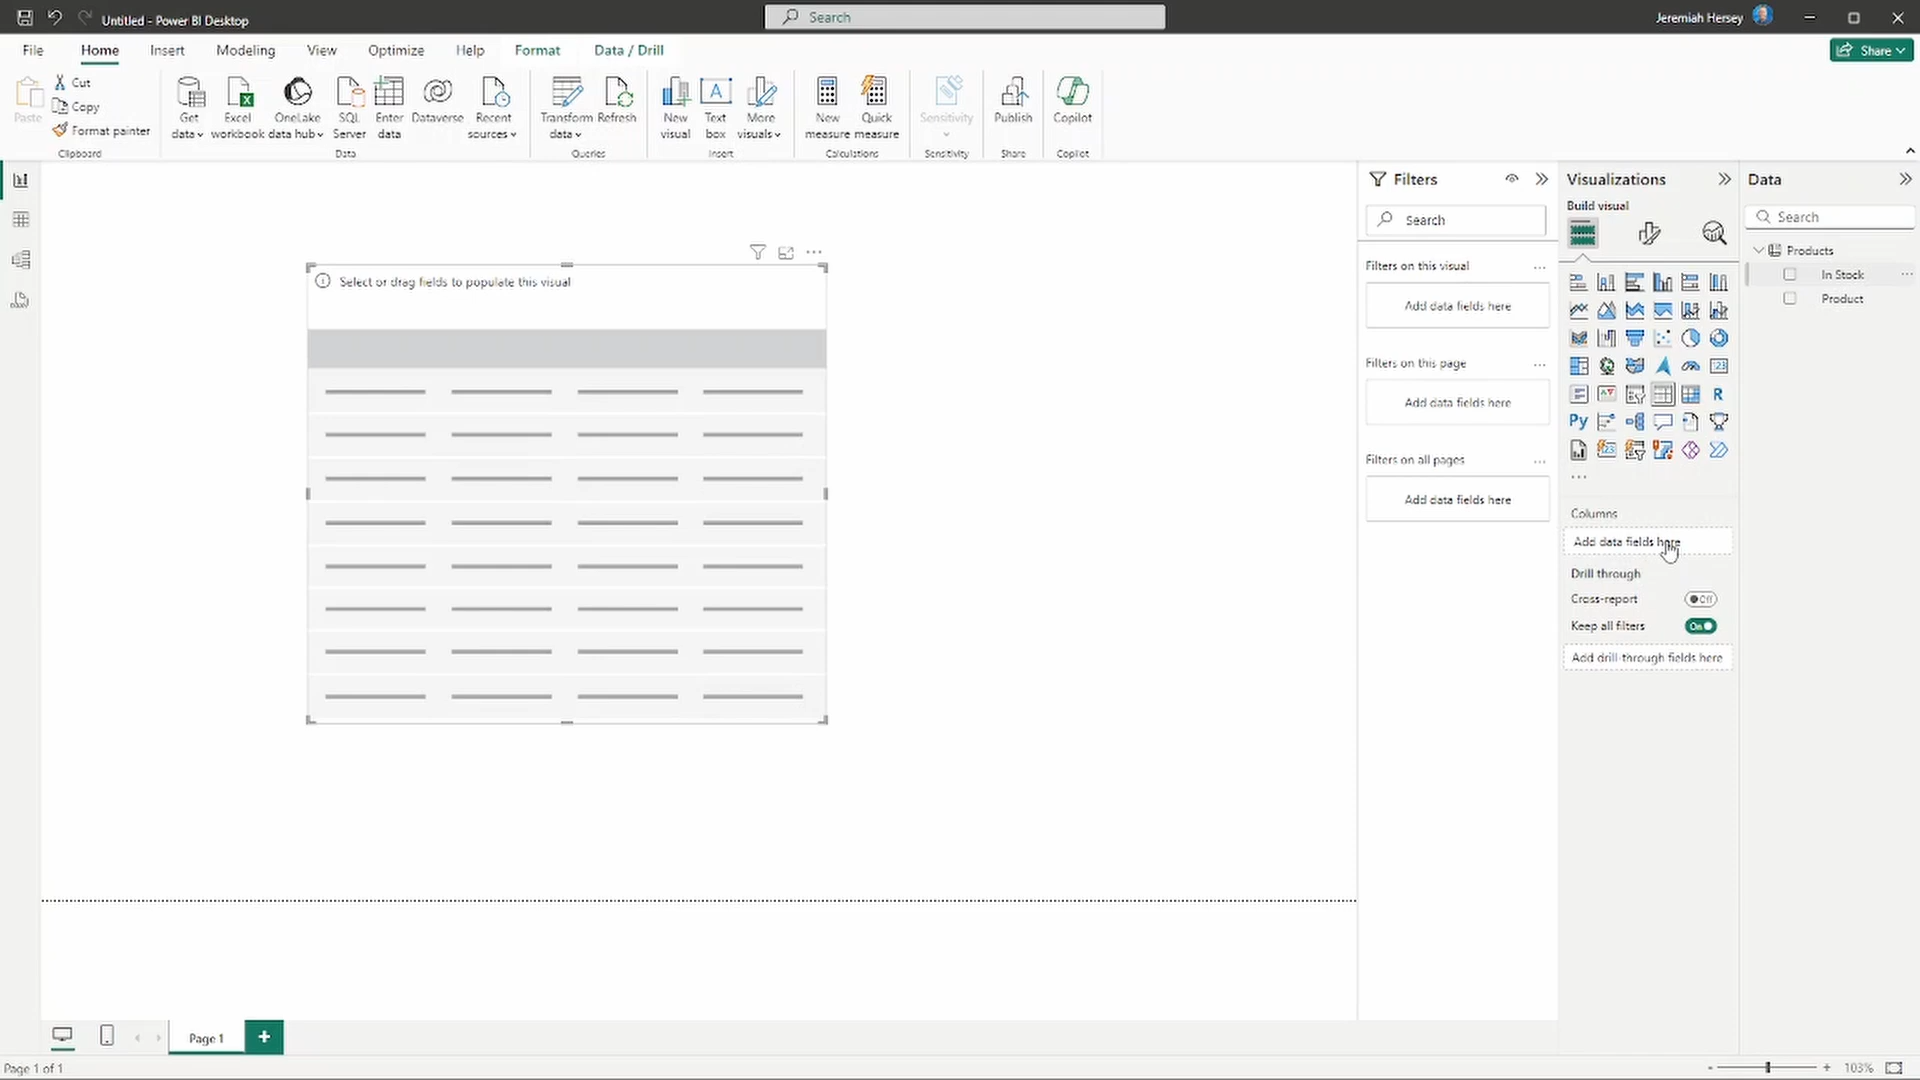 Untitled - Power BI Desktop
Search
Jeremiah Hersey
File
Home
Insert
Modeling
View
Optimize
Help
Format
Data / Drill
Share
Paste
Cut
Copy
Format painter
Clipboard
Get data
Excel workbook
OneLake data hub
SQL Server
Enter data
Dataverse
Recent sources
Data
Transform data
Refresh
Queries
New visual
A
Text box
More visuals
Insert
New measure
Quick measure
Calculations
Sensitivity
Sensitivity
Publish
Share
Copilot
Copilot
Select or drag fields to populate this visual
Filters
Search
Filters on this visual
Add data fields here
Filters on this page
Add data fields here
Filters on all pages
Add data fields here
Visualizations
Build visual
123
R
Py
123
Columns
Add data fields here
Drill through
Cross-report
Off
Keep all filters
On
Add drill-through fields here
Data
Search
Products
In Stock
Product
Page 1
Page 1 of 1
103%